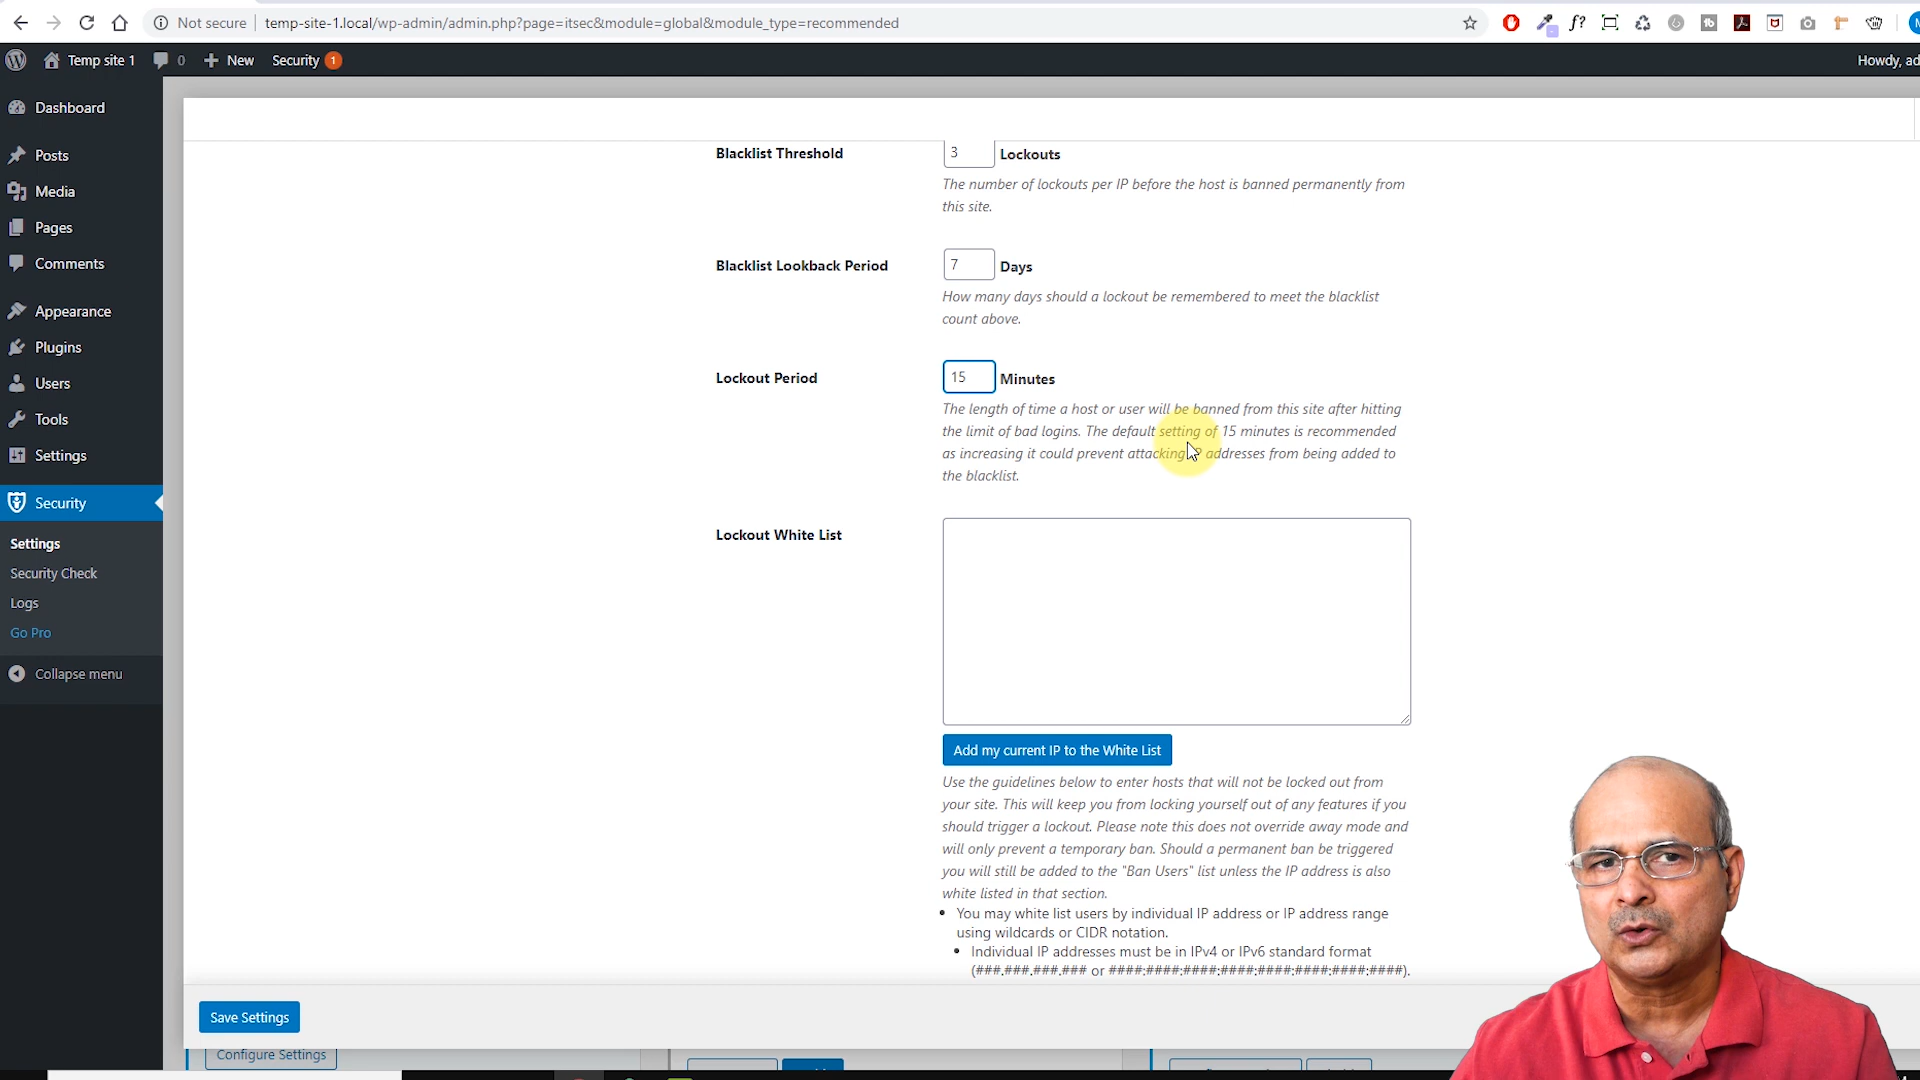 Not secure temp-site-1.local/wp-admin/admin.php?page=itsec&module=global&module_type=recommended
f?
Temp site 1 0 New Security 1 Howdy, ad
Dashboard
Posts
Media
Pages
Comments
Appearance
Plugins
Users
Tools
Settings
Security
Settings
Security Check
Logs
Go Pro
Collapse menu
Blacklist Threshold 3 Lockouts
The number of lockouts per IP before the host is banned permanently from
this site.
Blacklist Lookback Period 7 Days
How many days should a lockout be remembered to meet the blacklist
count above.
Lockout Period 15 Minutes
The length of time a host or user will be banned from this site after hitting
the limit of bad logins. The default setting of 15 minutes is recommended
as increasing it could prevent attacking IP addresses from being added to
the blacklist.
Lockout White List
Add my current IP to the White List
Use the guidelines below to enter hosts that will not be locked out from
your site. This will keep you from locking yourself out of any features if you
should trigger a lockout. Please note this does not override away mode and
will only prevent a temporary ban. Should a permanent ban be triggered
you will still be added to the "Ban Users" list unless the IP address is also
white listed in that section.
• You may white list users by individual IP address or IP address range
using wildcards or CIDR notation.
• Individual IP addresses must be in IPv4 or IPv6 standard format
(###.###.###.### or ####:####:####:####:####:####:####:####).
Save Settings
Configure Settings